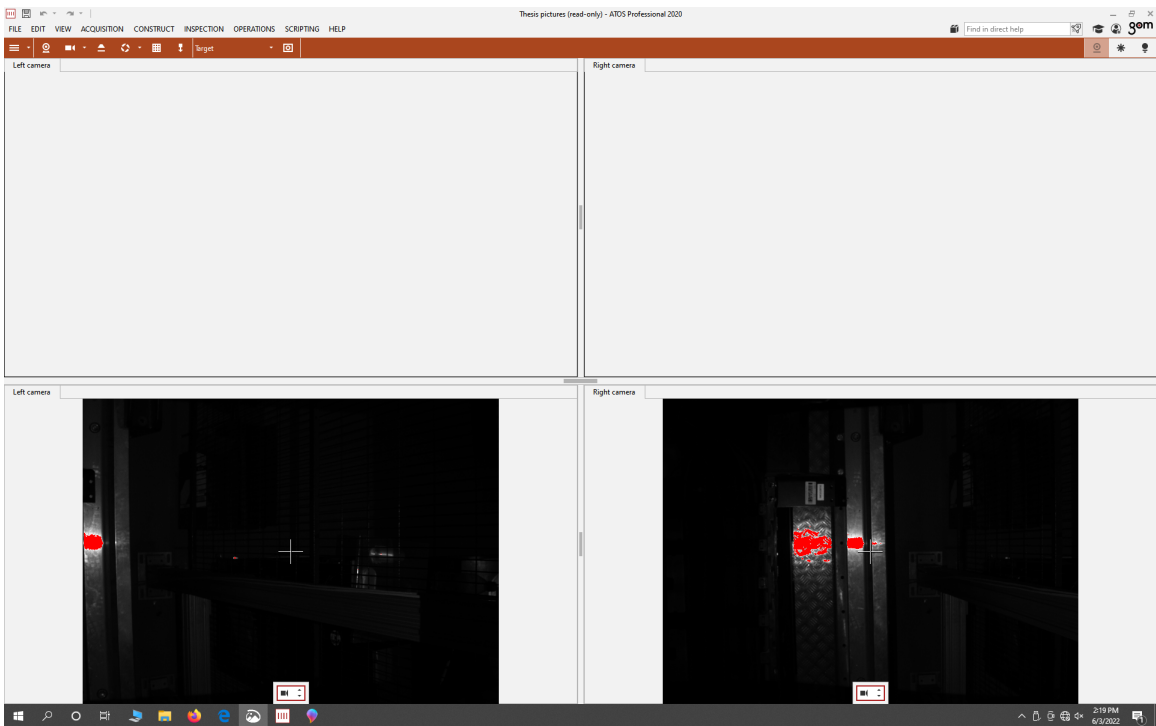 Thesis pictures (read-only) - ATOS Professional 2020
FILE EDIT VIEW ACQUISITION CONSTRUCT INSPECTION OPERATIONS SCRIPTING HELP
Find in direct help
gom
Target
Left camera
Right camera
Left camera
Right camera
2:19 PM
6/3/2022